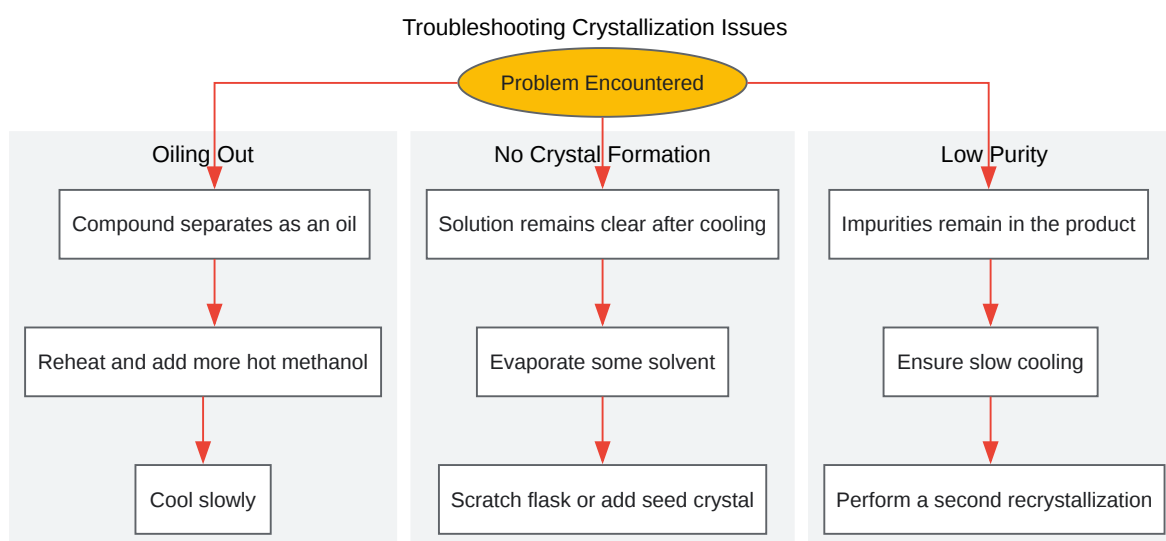 Troubleshooting Crystallization Issues
Problem Encountered
Oiling Out
Compound separates as an oil
Reheat and add more hot methanol
Cool slowly
No Crystal Formation
Solution remains clear after cooling
Evaporate some solvent
Scratch flask or add seed crystal
Low Purity
Impurities remain in the product
Ensure slow cooling
Perform a second recrystallization